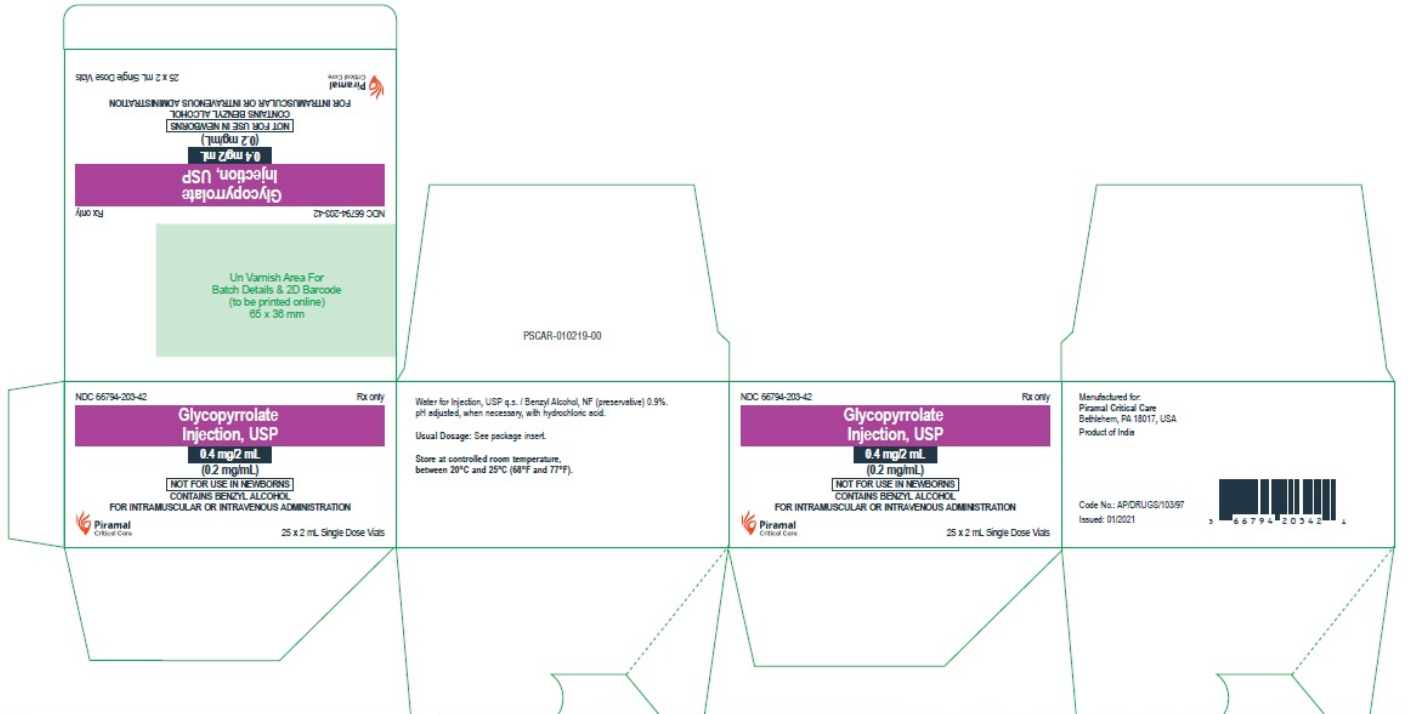 25 x 2 mL Single Dose Vials
Piramal
Critical Care
FOR INTRAMUSCULAR OR INTRAVENOUS ADMINISTRATION
CONTAINS BENZYL ALCOHOL
NOT FOR USE IN NEWBORNS
(0.2 mg/mL)
0.4 mg/2 mL
Glycopyrrolate
Injection, USP
NDC 66794-203-42
Rx only
Un Varnish Area For
Batch Details & 2D Barcode
(to be printed online)
65 x 36 mm
PSCAR-010219-00
NDC 66794-203-42
Rx only
Glycopyrrolate
Injection, USP
0.4 mg/2 mL
(0.2 mg/mL)
NOT FOR USE IN NEWBORNS
CONTAINS BENZYL ALCOHOL
FOR INTRAMUSCULAR OR INTRAVENOUS ADMINISTRATION
Piramal
Critical Care
25 x 2 mL Single Dose Vials
Water for Injection, USP q.s. / Benzyl Alcohol, NF (preservative) 0.9%.
pH adjusted, when necessary, with hydrochloric acid.
Usual Dosage: See package insert.
Store at controlled room temperature,
between 20°C and 25°C (68°F and 77°F).
NDC 66794-203-42
Rx only
Glycopyrrolate
Injection, USP
0.4 mg/2 mL
(0.2 mg/mL)
NOT FOR USE IN NEWBORNS
CONTAINS BENZYL ALCOHOL
FOR INTRAMUSCULAR OR INTRAVENOUS ADMINISTRATION
Piramal
Critical Care
25 x 2 mL Single Dose Vials
Manufactured for:
Piramal Critical Care
Bethlehem, PA 18017, USA
Product of India
Code No.: AP/DRUGS/103/97
Issued: 01/2021
3 66794 20342 4